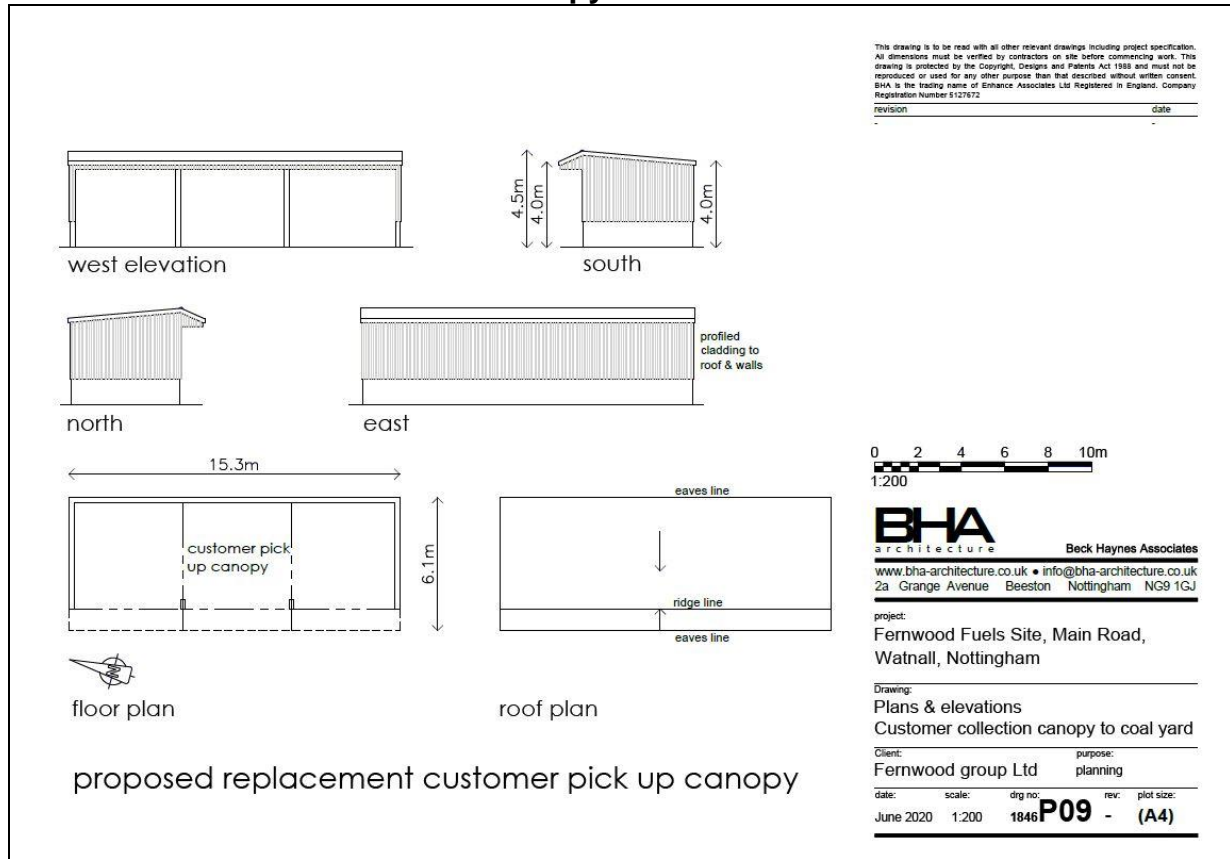 py
This drawing is to be read with all other relevant drawings including project specification.
All dimensions must be verified by contractors on site before commencing work. This
drawing is protected by the Copyright, Designs and Patents Act 1988 and must not be
reproduced or used for any other purpose than that described without written consent.
BHA is the trading name of Enhance Associates Ltd Registered in England. Company
Registration Number 5127672
revision date
- -
4.5m
4.0m
4.0m
west elevation
south
profiled
cladding to
roof & walls
north
east
15.3m
customer pick
up canopy
6.1m
eaves line
ridge line
eaves line
N
floor plan
roof plan
proposed replacement customer pick up canopy
0 2 4 6 8 10m
1:200
BHA
architecture
Beck Haynes Associates
www.bha-architecture.co.uk • info@bha-architecture.co.uk
2a Grange Avenue Beeston Nottingham NG9 1GJ
project:
Fernwood Fuels Site, Main Road,
Watnall, Nottingham
Drawing:
Plans & elevations
Customer collection canopy to coal yard
Client: purpose:
Fernwood group Ltd planning
date: scale: drg no: rev: plot size:
June 2020 1:200 1846P09 - (A4)